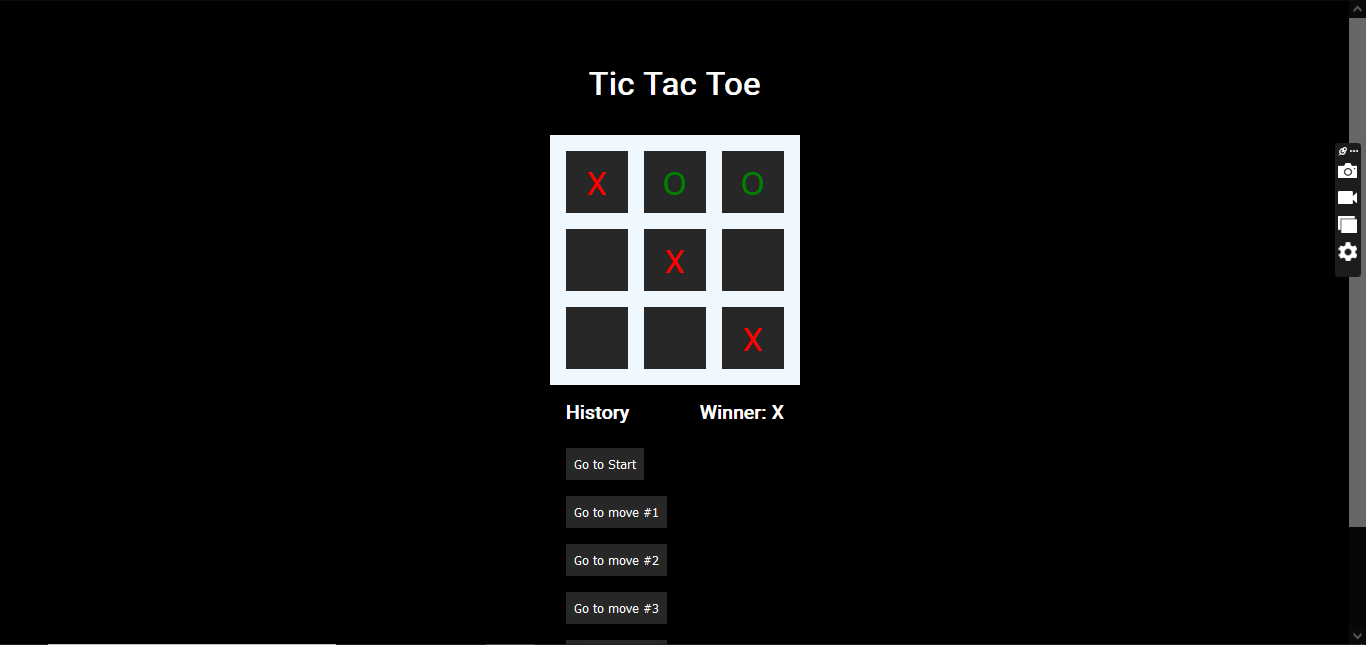 Tic Tac Toe
X O O
X
X
History Winner: X
Go to Start
Go to move #1
Go to move #2
Go to move #3